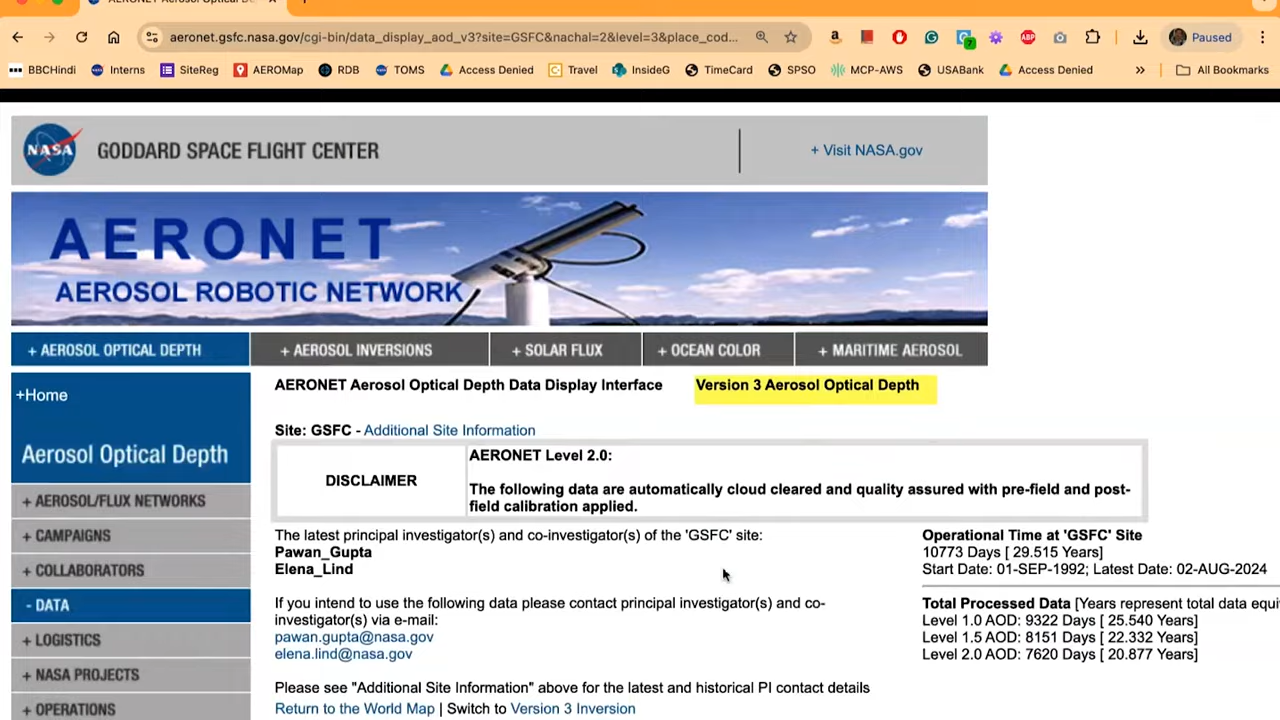 AERONET Aerosol Optical De
aeronet.gsfc.nasa.gov/cgi-bin/data_display_aod_v3?site=GSFC&nachal=2&level=3&place_cod...
7
ABP
Paused
BBCHindi
Interns
SiteReg
AEROMap
RDB
TOMS
Access Denied
Travel
InsideG
TimeCard
SPSO
MCP-AWS
USABank
Access Denied
»
All Bookmarks
NASA
GODDARD SPACE FLIGHT CENTER
+ Visit NASA.gov
AERONET
AEROSOL ROBOTIC NETWORK
+ AEROSOL OPTICAL DEPTH
+ AEROSOL INVERSIONS
+ SOLAR FLUX
+ OCEAN COLOR
+ MARITIME AEROSOL
+Home
Aerosol Optical Depth
+ AEROSOL/FLUX NETWORKS
+ CAMPAIGNS
+ COLLABORATORS
- DATA
+ LOGISTICS
+ NASA PROJECTS
+ OPERATIONS
AERONET Aerosol Optical Depth Data Display Interface
Version 3 Aerosol Optical Depth
Site: GSFC - Additional Site Information
DISCLAIMER
AERONET Level 2.0:
The following data are automatically cloud cleared and quality assured with pre-field and post-
field calibration applied.
The latest principal investigator(s) and co-investigator(s) of the 'GSFC' site:
Pawan_Gupta
Elena_Lind
If you intend to use the following data please contact principal investigator(s) and co-
investigator(s) via e-mail:
pawan.gupta@nasa.gov
elena.lind@nasa.gov
Please see "Additional Site Information" above for the latest and historical PI contact details
Return to the World Map | Switch to Version 3 Inversion
Operational Time at 'GSFC' Site
10773 Days [ 29.515 Years]
Start Date: 01-SEP-1992; Latest Date: 02-AUG-2024
Total Processed Data [Years represent total data equi
Level 1.0 AOD: 9322 Days [ 25.540 Years]
Level 1.5 AOD: 8151 Days [ 22.332 Years]
Level 2.0 AOD: 7620 Days [ 20.877 Years]